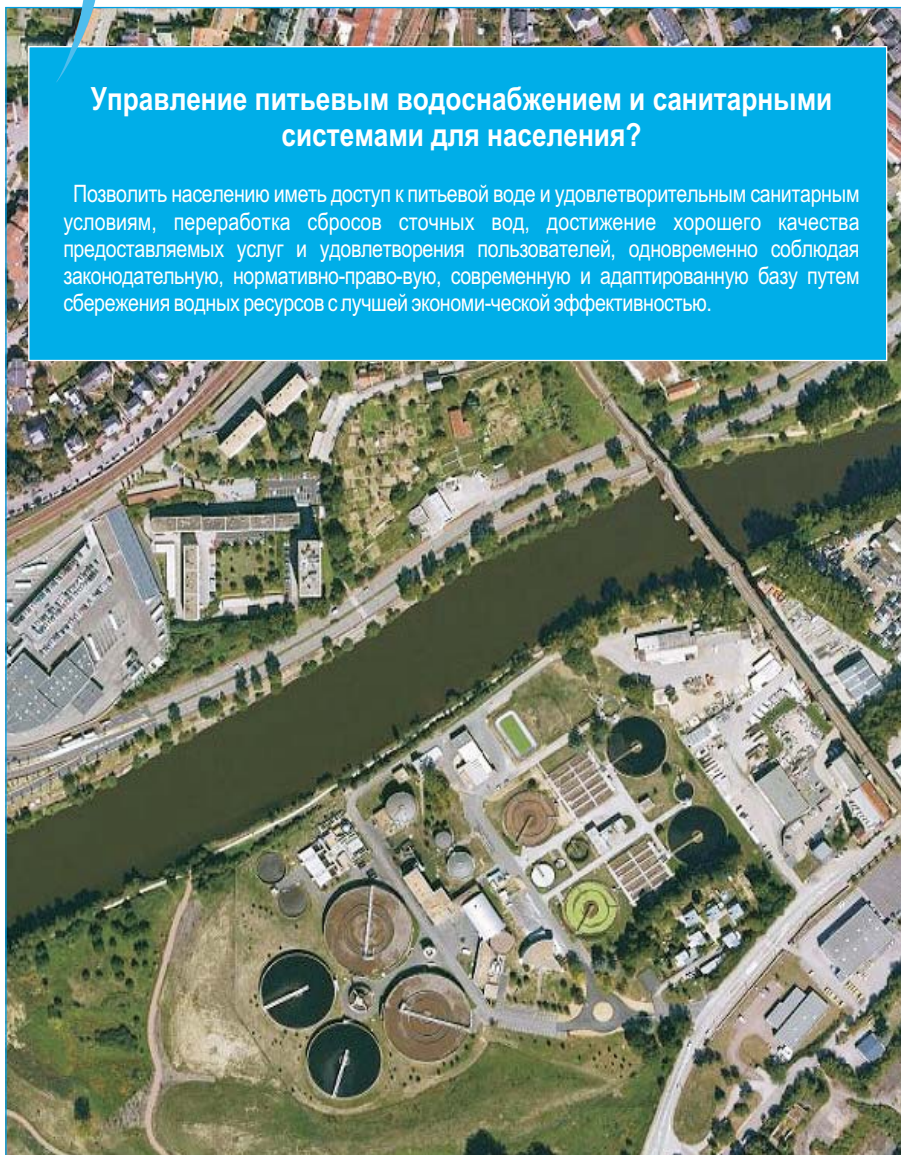 Управление питьевым водоснабжением и санитарными
системами для населения?
Позволить населению иметь доступ к питьевой воде и удовлетворительным санитарным
условиям, переработка сбросов сточных вод, достижение хорошего качества
предоставляемых услуг и удовлетворения пользователей, одновременно соблюдая
законодательную, нормативно-право-вую, современную и адаптированную базу путем
сбережения водных ресурсов с лучшей экономи-ческой эффективностью.